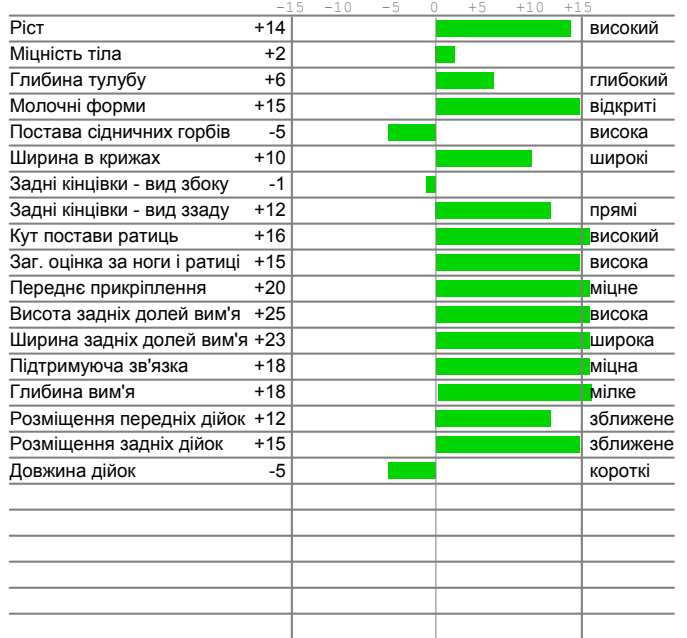 -15 -10 -5 0 +5 +10 +15
Ріст +14 високий
Міцність тіла +2
Глибина тулубу +6 глибокий
Молочні форми +15 відкриті
Постава сідничних горбів -5 висока
Ширина в крижах +10 широкі
Задні кінцівки - вид збоку -1
Задні кінцівки - вид ззаду +12 прямі
Кут постави ратиць +16 високий
Заг. оцінка за ноги і ратиці +15 висока
Переднє прикріплення +20 міцне
Висота задніх долей вим'я +25 висока
Ширина задніх долей вим'я +23 широка
Підтримуюча зв'язка +18 міцна
Глибина вим'я +18 мілке
Розміщення передніх дійок +12 зближене
Розміщення задніх дійок +15 зближене
Довжина дійок -5 короткі